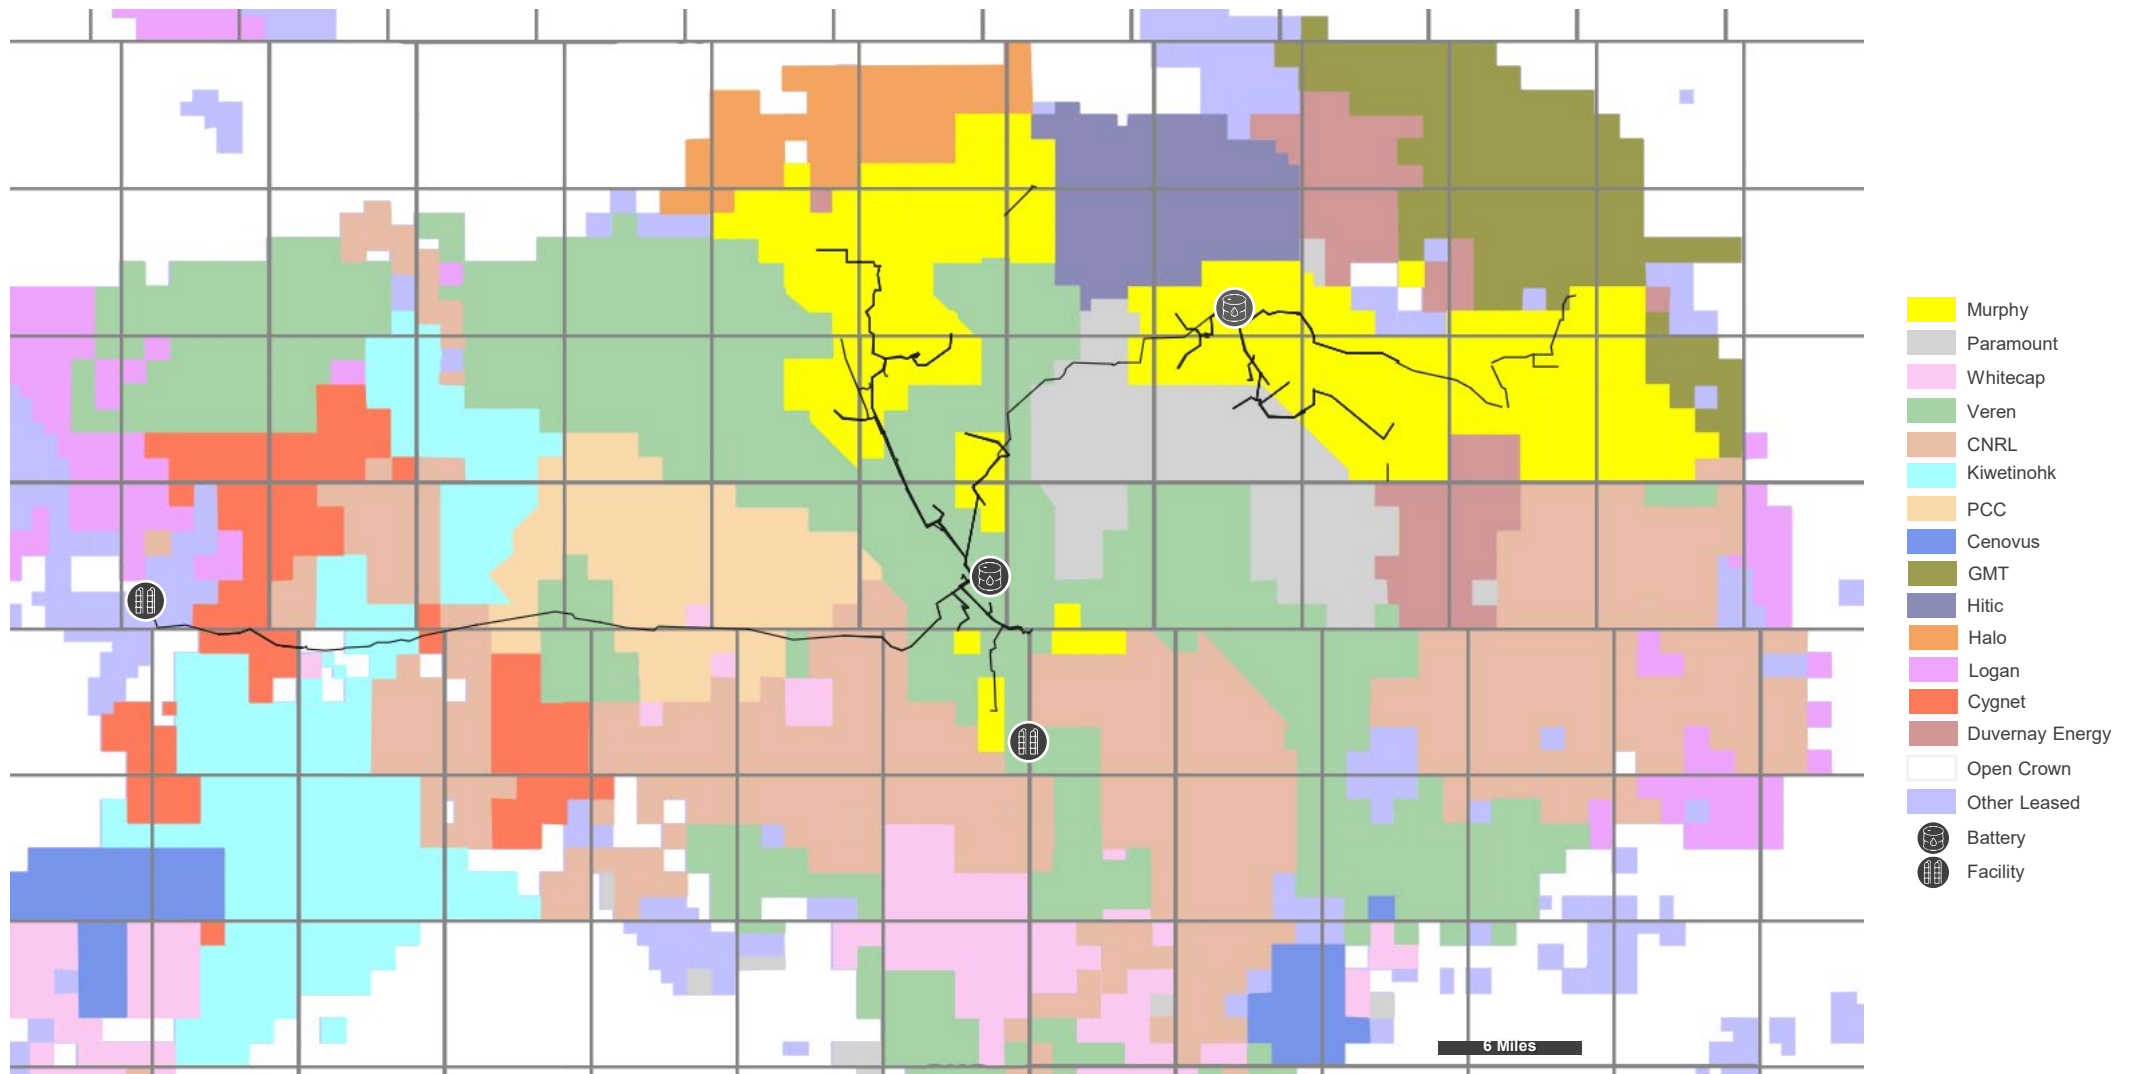 Murphy
Paramount
Whitecap
Veren
CNRL
Kiwetinohk
PCC
Cenovus
GMT
Hitic
Halo
Logan
Cygnet
Duvernay Energy
Open Crown
Other Leased
Battery
Facility
6 Miles